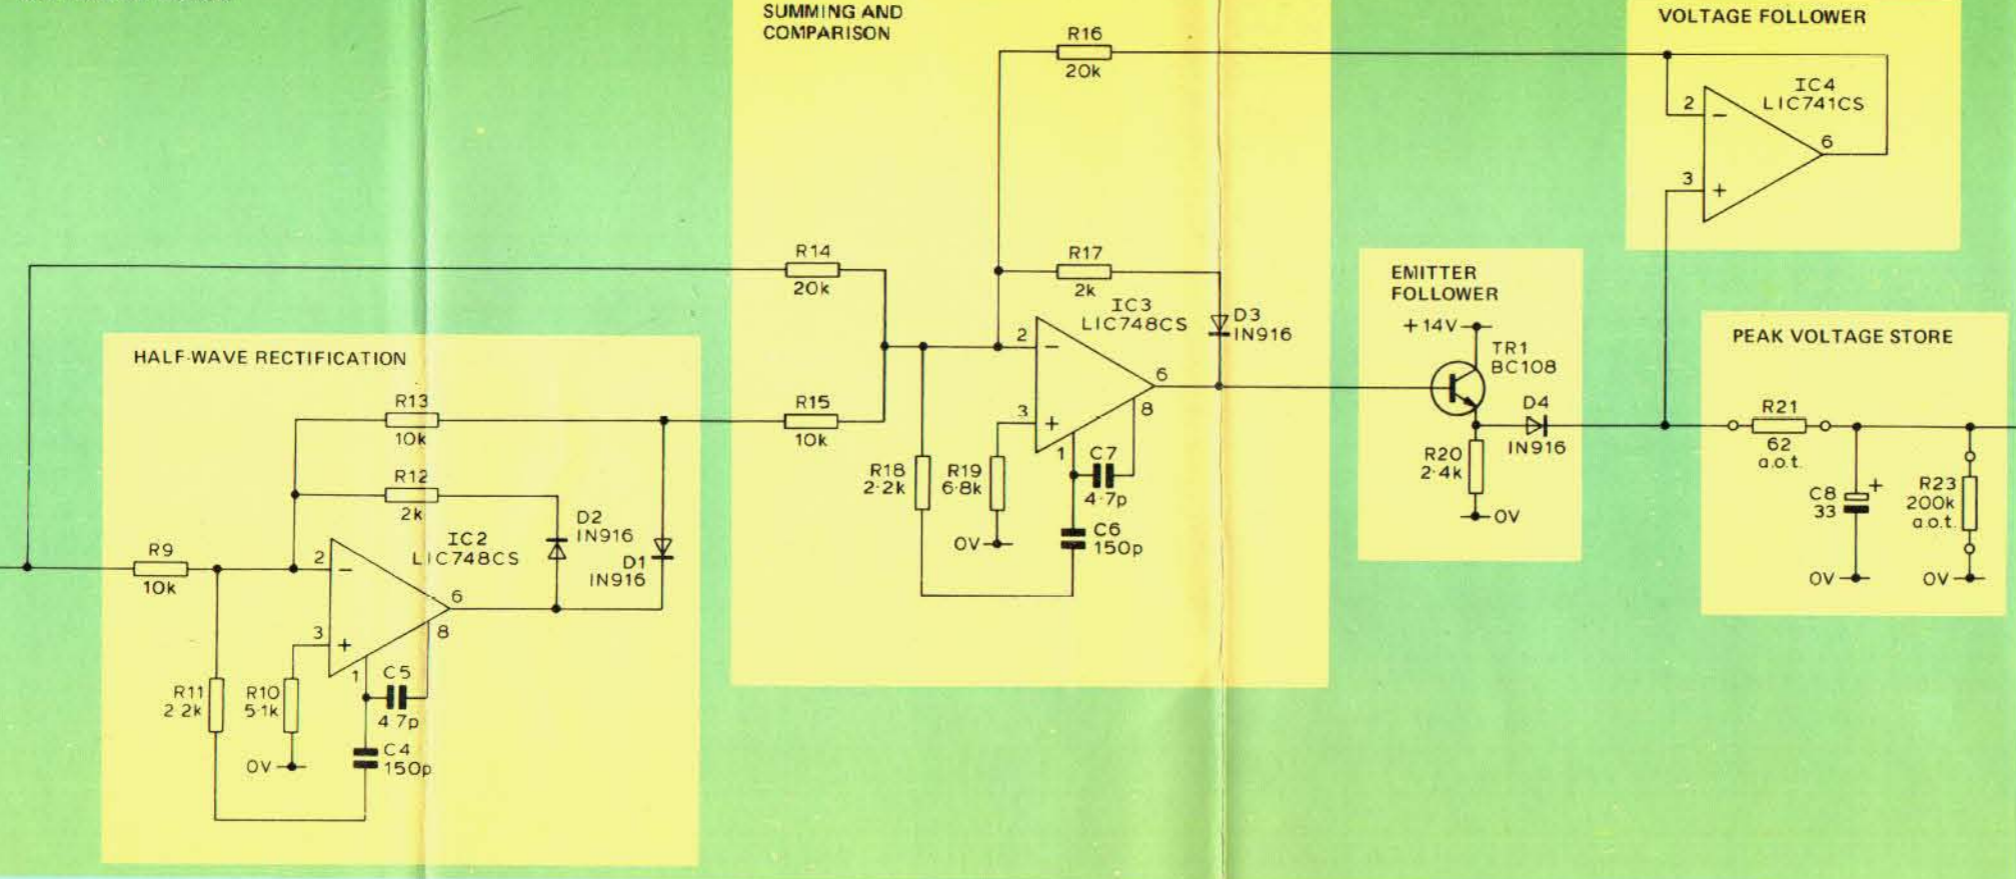 SUMMING AND
COMPARISON
R16
20k
VOLTAGE FOLLOWER
IC4
LIC741CS
2
−
6
3
+
R14
20k
R17
2k
IC3
LIC748CS
D3
IN916
2
−
6
3
+
8
1
R15
10k
R18
2·2k
R19
6·8k
C7
4·7p
C6
150p
0V
EMITTER
FOLLOWER
+14V
TR1
BC108
D4
IN916
R20
2·4k
0V
PEAK VOLTAGE STORE
R21
62
a.o.t.
C8
33
+
R23
200k
a.o.t.
0V
0V
HALF-WAVE RECTIFICATION
R13
10k
R12
2k
R9
10k
IC2
LIC748CS
D2
IN916
D1
IN916
2
−
6
3
+
8
1
R11
2·2k
R10
5·1k
C5
4·7p
C4
150p
0V